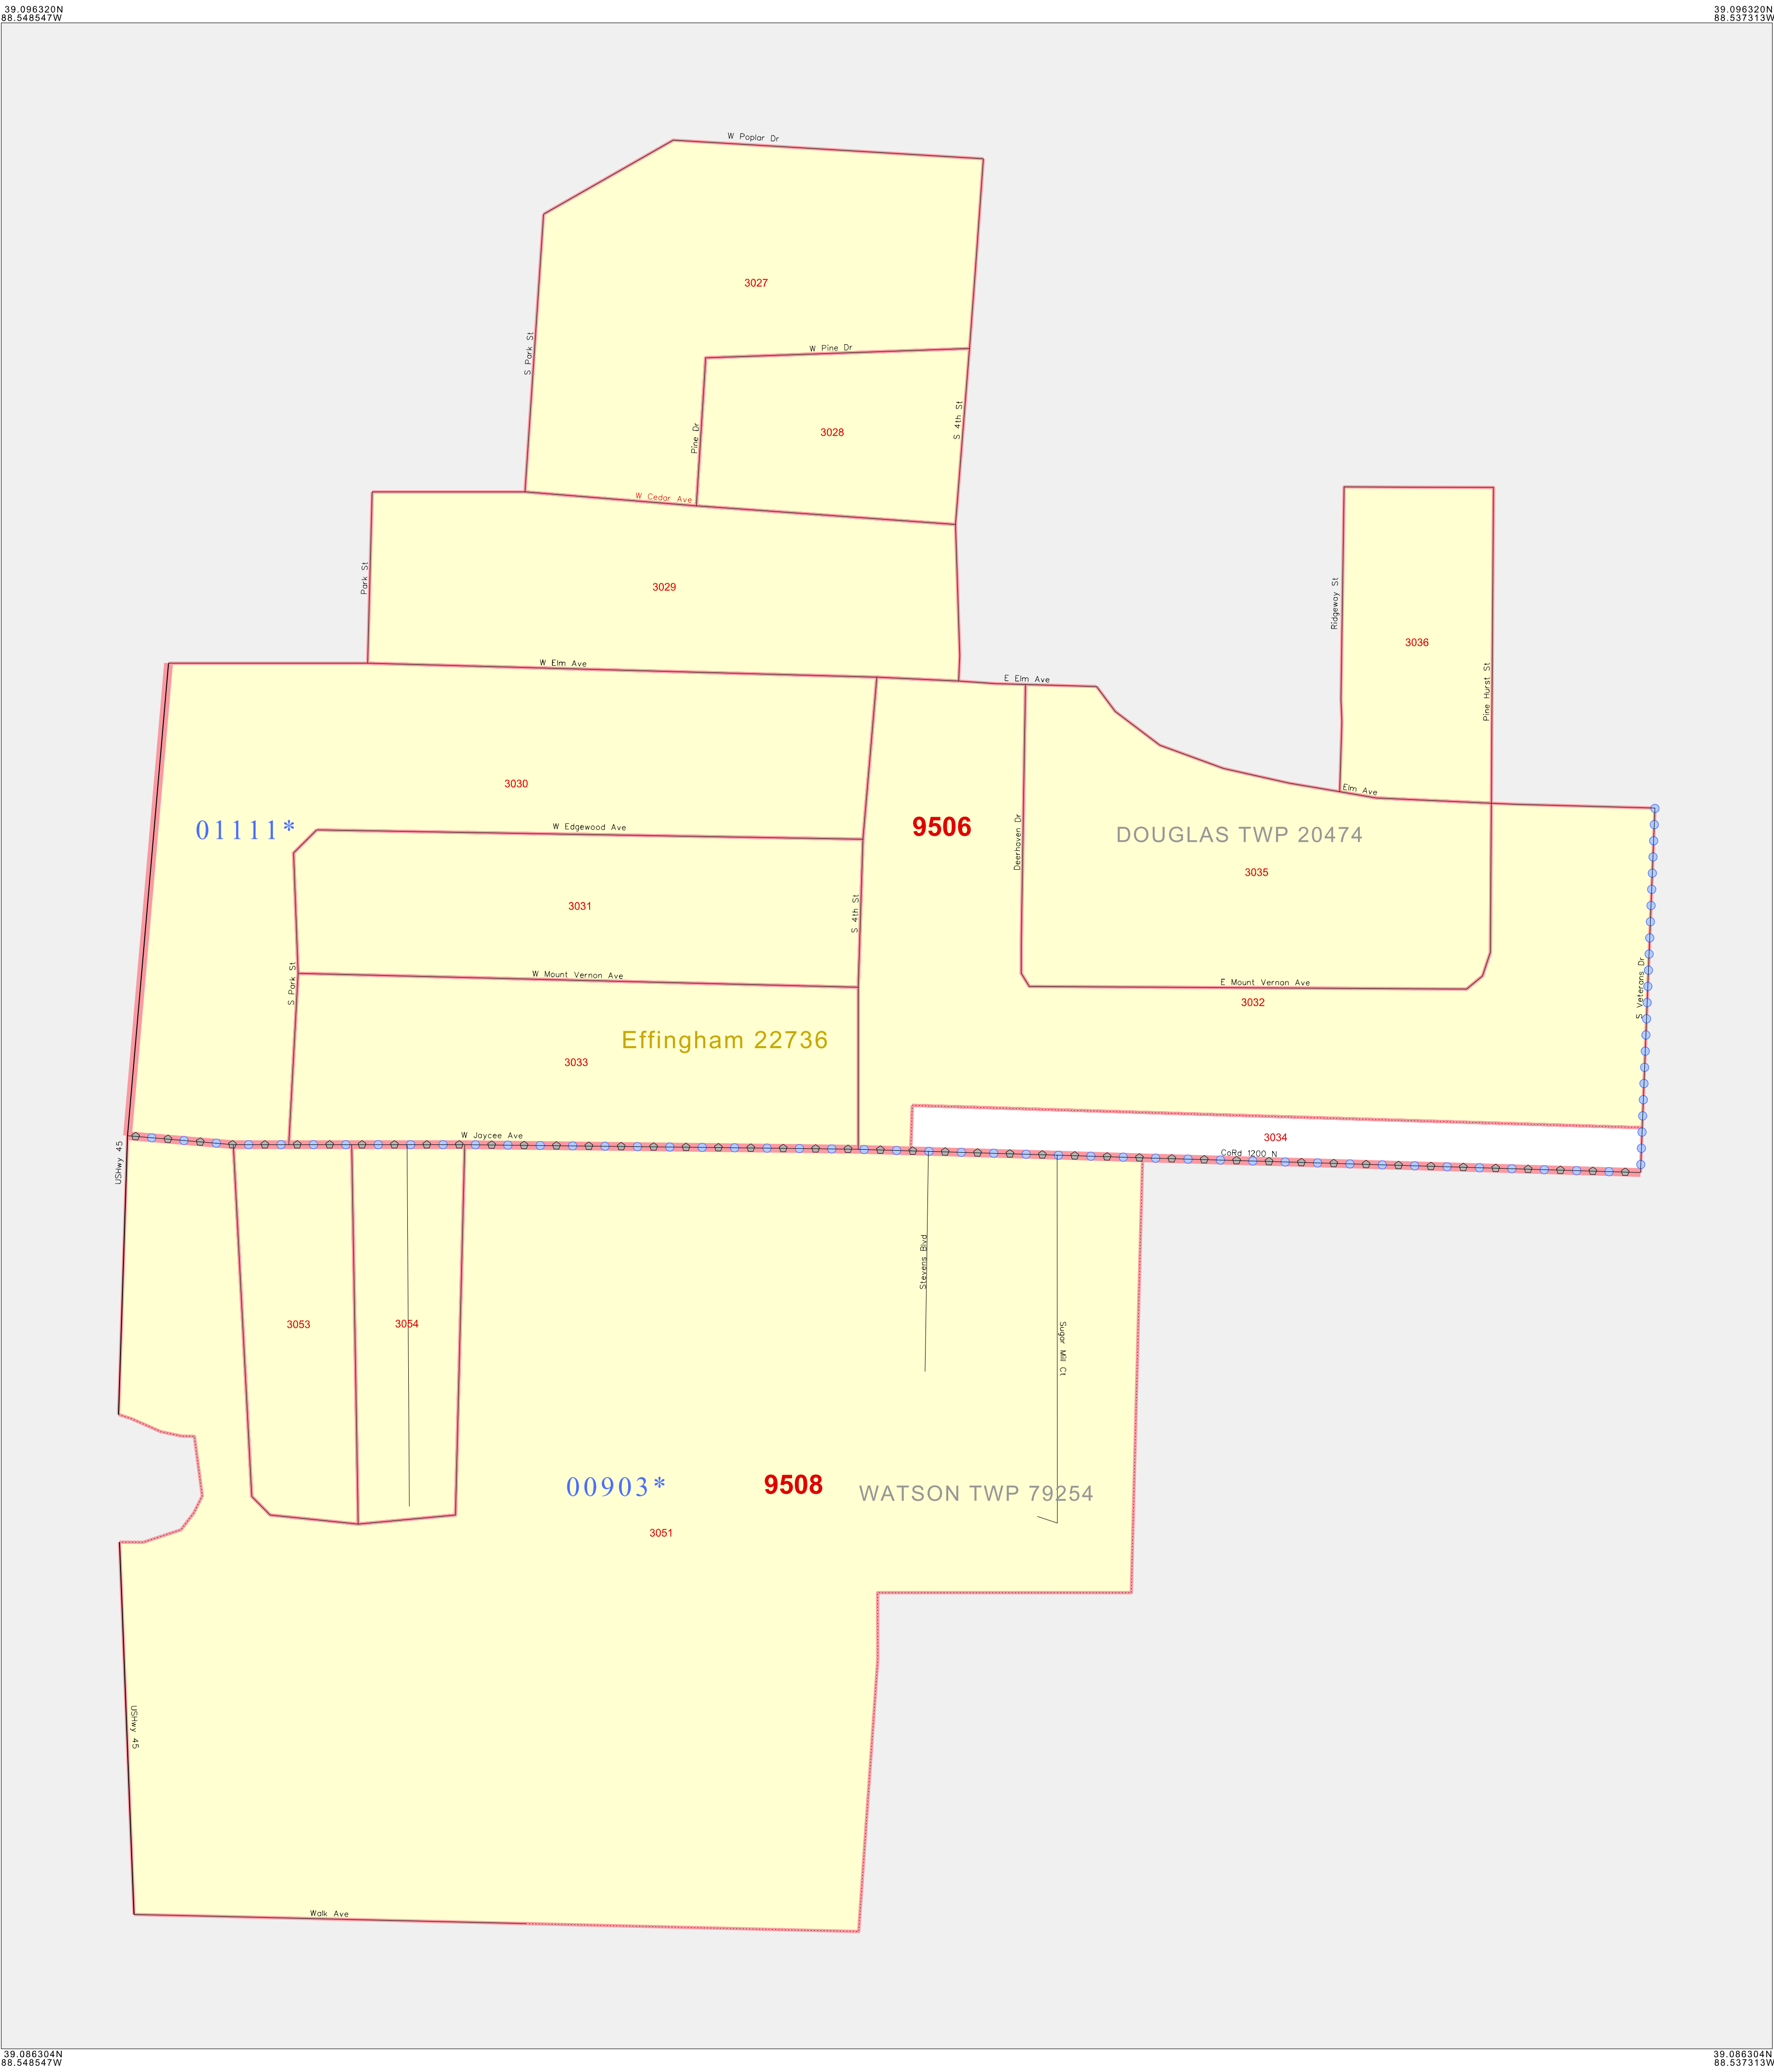 39.096320N
88.548547W
39.096320N
88.537313W
W Poplar Dr
3027
S Park St
W Pine Dr
Pine Dr
3028
S 4th St
W Cedar Ave
Park St
3029
Ridgeway St
3036
Pine Hurst St
W Elm Ave
E Elm Ave
3030
Elm Ave
01111*
W Edgewood Ave
9506
DOUGLAS TWP 20474
Deerhaven Dr
3035
3031
S 4th St
S Park St
W Mount Vernon Ave
E Mount Vernon Ave
3032
S Veterans Dr
Effingham 22736
3033
W Jaycee Ave
3034
CoRd 1200 N
USHwy 45
Stevens Blvd
3053
3054
Sugar Mill Ct
00903*
9508
WATSON TWP 79254
3051
USHwy 45
Walk Ave
39.086304N
88.548547W
39.086304N
88.537313W